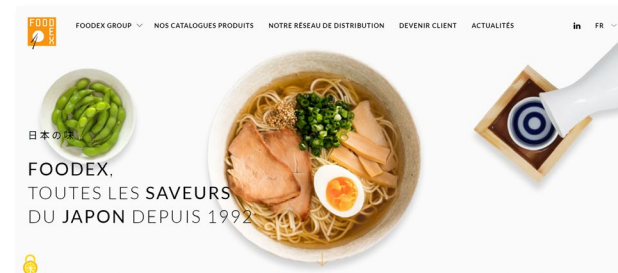 FOOD
EX
FOODEX GROUP
NOS CATALOGUES PRODUITS
NOTRE RÉSEAU DE DISTRIBUTION
DEVENIR CLIENT
ACTUALITÉS
in
FR
日本の味
FOODEX,
TOUTES LES SAVEURS
DU JAPON DEPUIS 1992